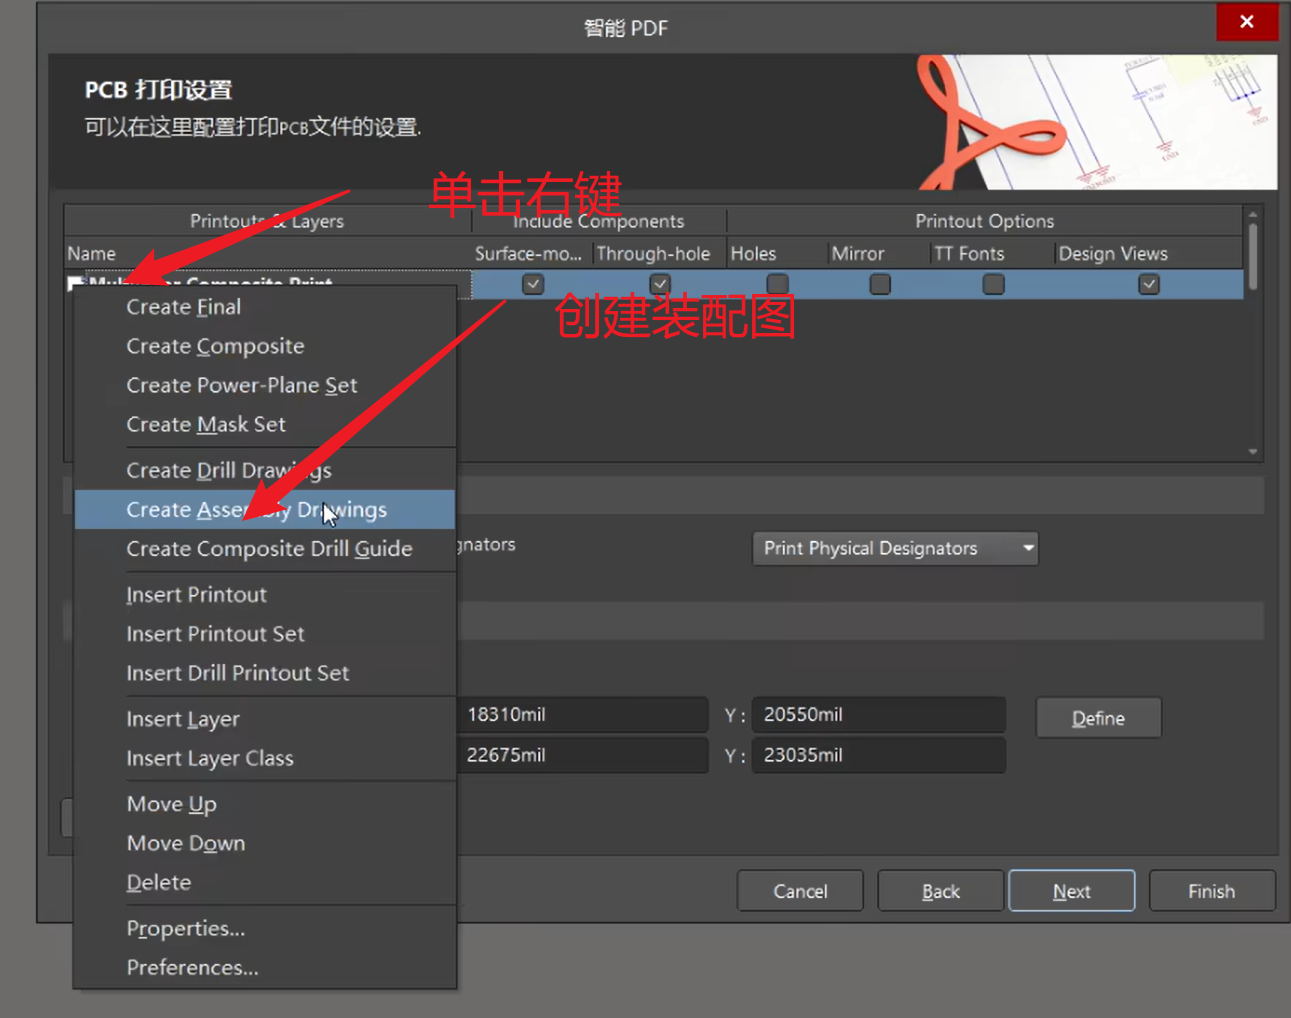 智能 PDF
PCB 打印设置
可以在这里配置打印PCB文件的设置.
单击右键
Printouts & Layers
Include Components
Printout Options
Name
Surface-mo...
Through-hole
Holes
Mirror
TT Fonts
Design Views
Composite Print
创建装配图
Create Final
Create Composite
Create Power-Plane Set
Create Mask Set
Create Drill Drawings
Create Assembly Drawings
Create Composite Drill Guide
gnators
Print Physical Designators
Insert Printout
Insert Printout Set
Insert Drill Printout Set
Insert Layer
Insert Layer Class
18310mil
Y :
20550mil
Define
22675mil
Y :
23035mil
Move Up
Move Down
Delete
Properties...
Preferences...
Cancel
Back
Next
Finish